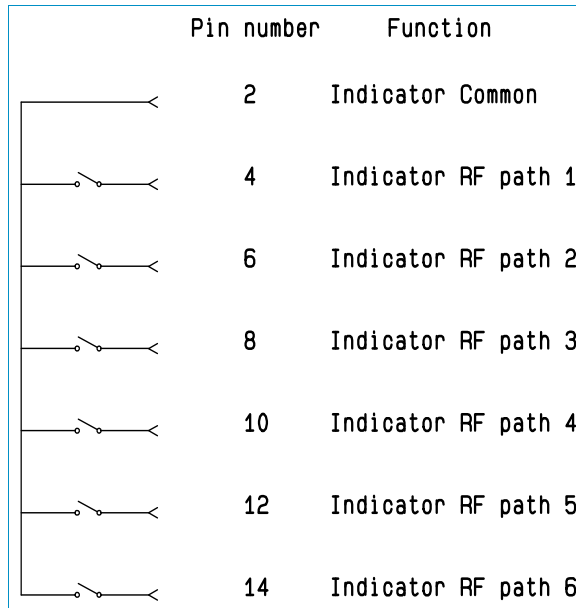 Pin number Function
2 Indicator Common
4 Indicator RF path 1
6 Indicator RF path 2
8 Indicator RF path 3
10 Indicator RF path 4
12 Indicator RF path 5
14 Indicator RF path 6